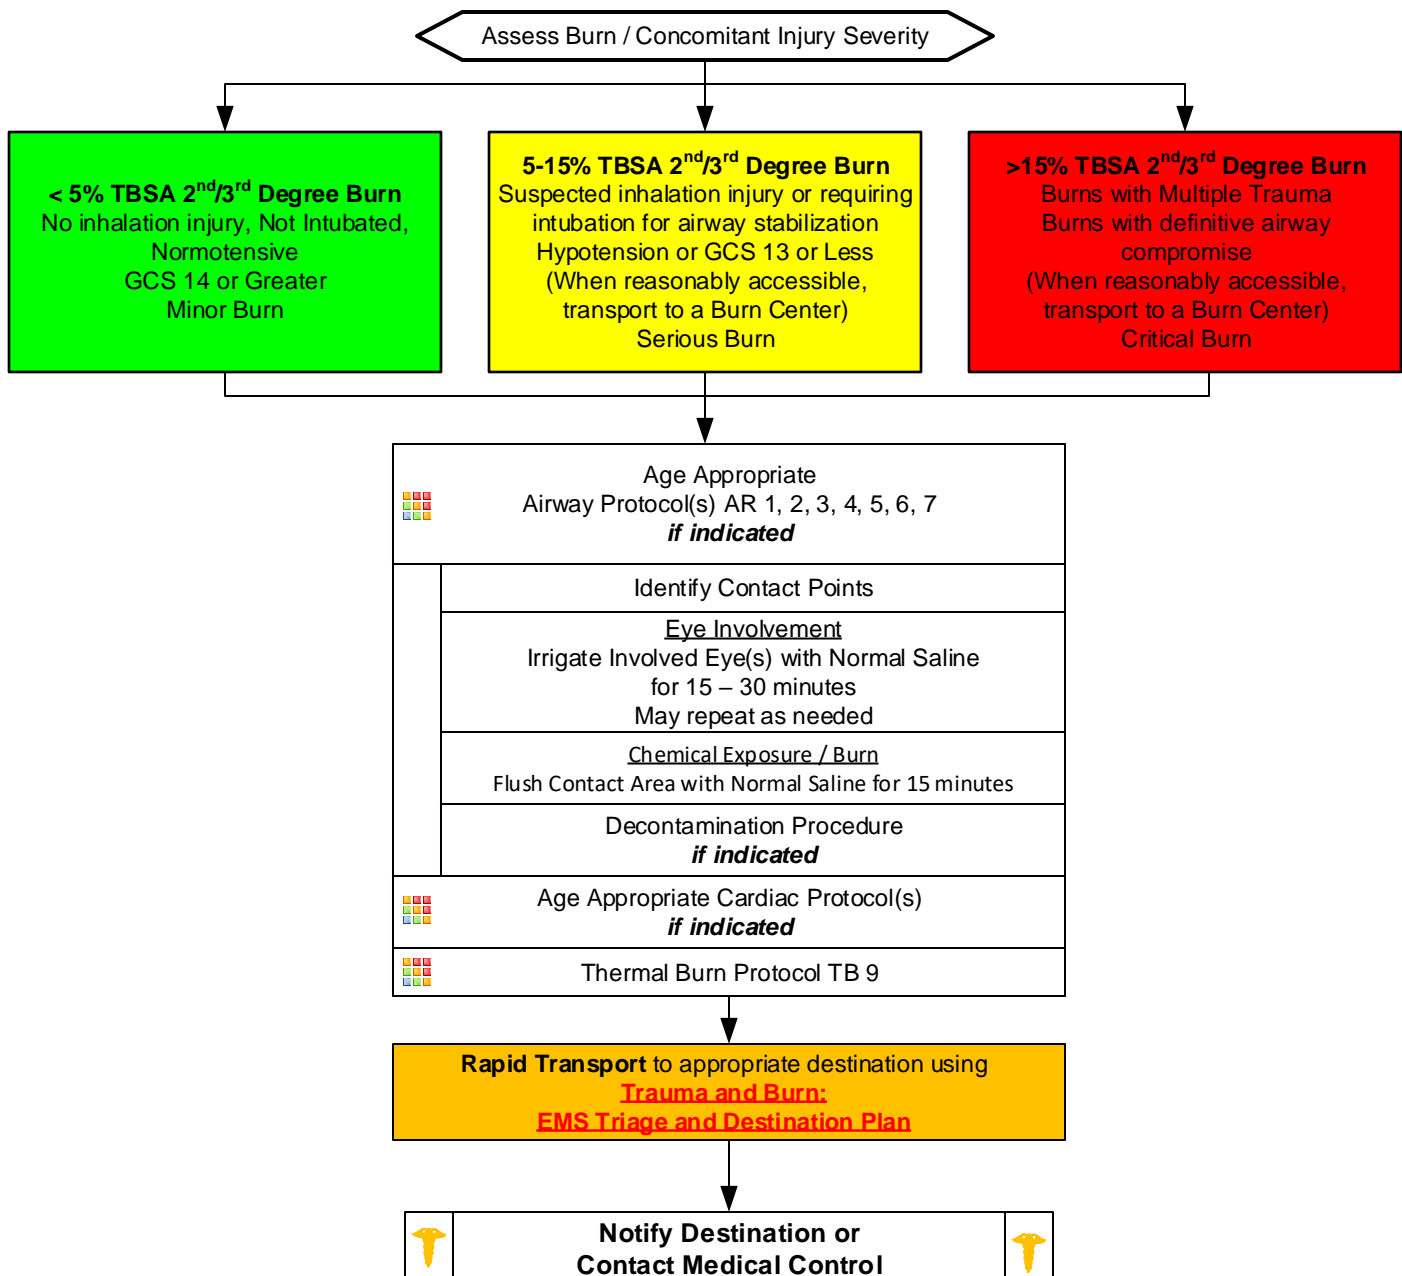 Assess Burn / Concomitant Injury Severity
< 5% TBSA 2nd/3rd Degree Burn
No inhalation injury, Not Intubated,
Normotensive
GCS 14 or Greater
Minor Burn
5-15% TBSA 2nd/3rd Degree Burn
Suspected inhalation injury or requiring
intubation for airway stabilization
Hypotension or GCS 13 or Less
(When reasonably accessible,
transport to a Burn Center)
Serious Burn
>15% TBSA 2nd/3rd Degree Burn
Burns with Multiple Trauma
Burns with definitive airway
compromise
(When reasonably accessible,
transport to a Burn Center)
Critical Burn
Age Appropriate
Airway Protocol(s) AR 1, 2, 3, 4, 5, 6, 7
if indicated
Identify Contact Points
Eye Involvement
Irrigate Involved Eye(s) with Normal Saline
for 15 – 30 minutes
May repeat as needed
Chemical Exposure / Burn
Flush Contact Area with Normal Saline for 15 minutes
Decontamination Procedure
if indicated
Age Appropriate Cardiac Protocol(s)
if indicated
Thermal Burn Protocol TB 9
Rapid Transport to appropriate destination using
Trauma and Burn:
EMS Triage and Destination Plan
Notify Destination or
Contact Medical Control